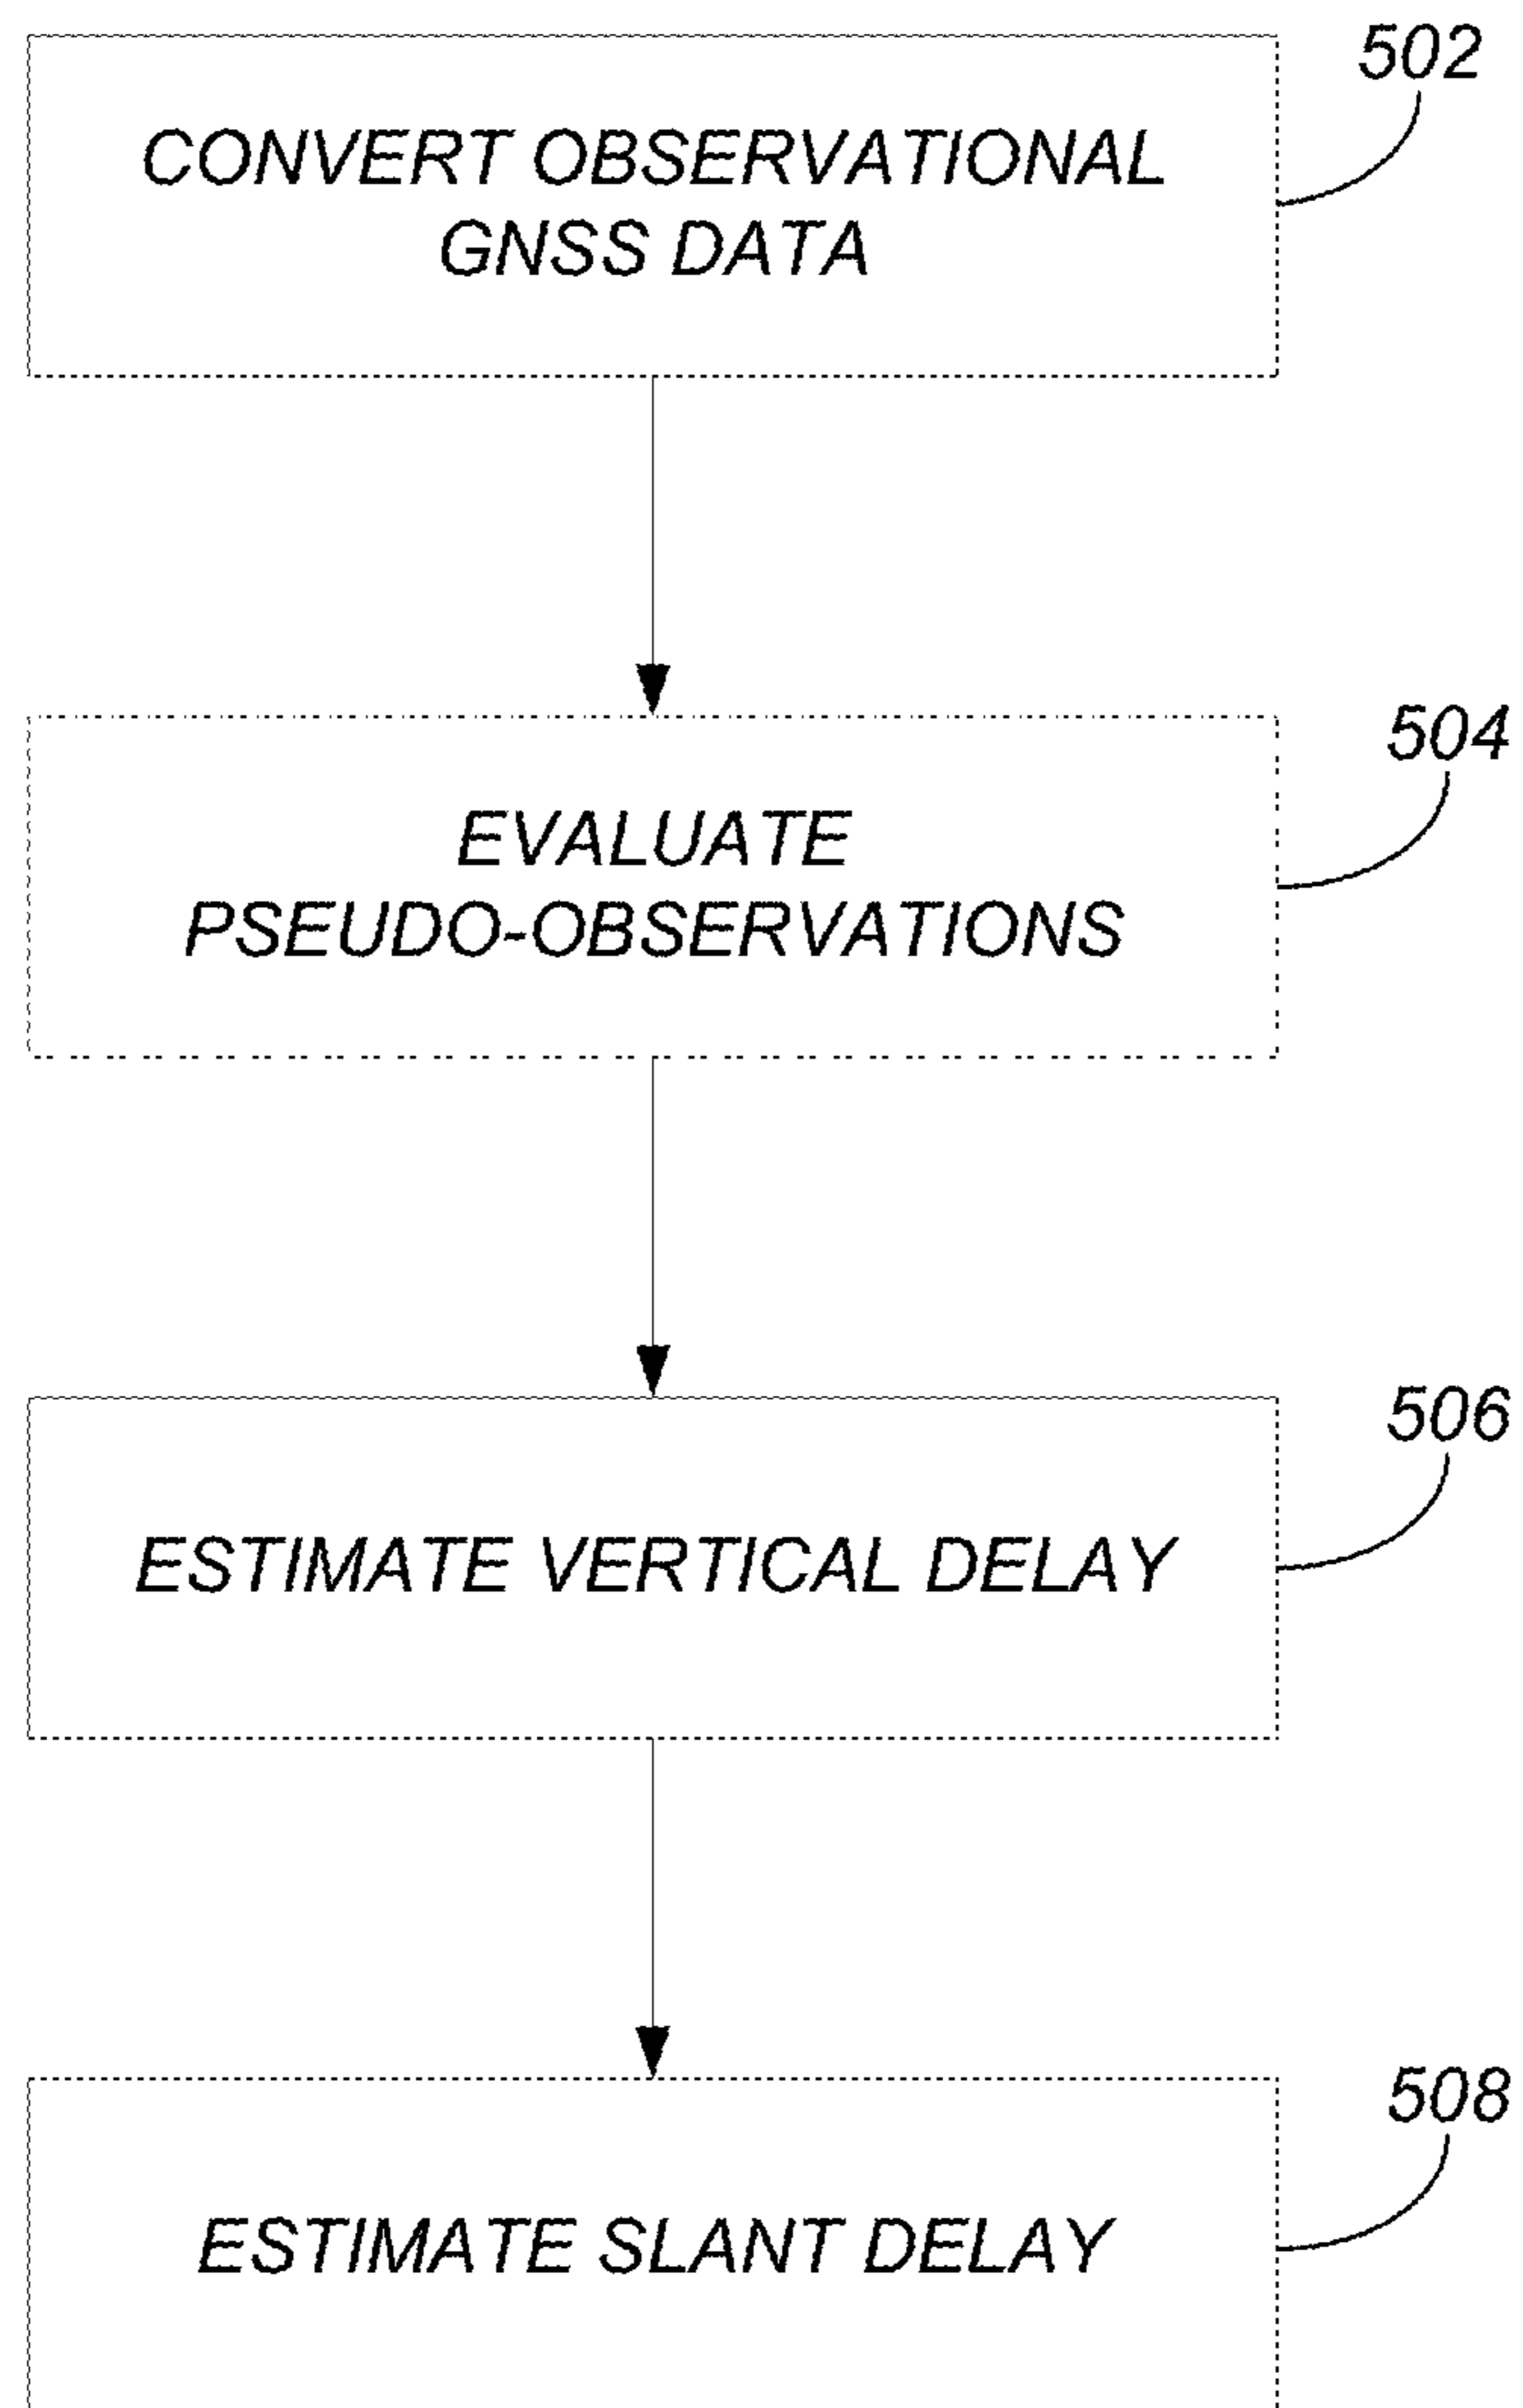 502
CONVERT OBSERVATIONAL
GNSS DATA
504
EVALUATE
PSEUDO-OBSERVATIONS
506
ESTIMATE VERTICAL DELAY
508
ESTIMATE SLANT DELAY